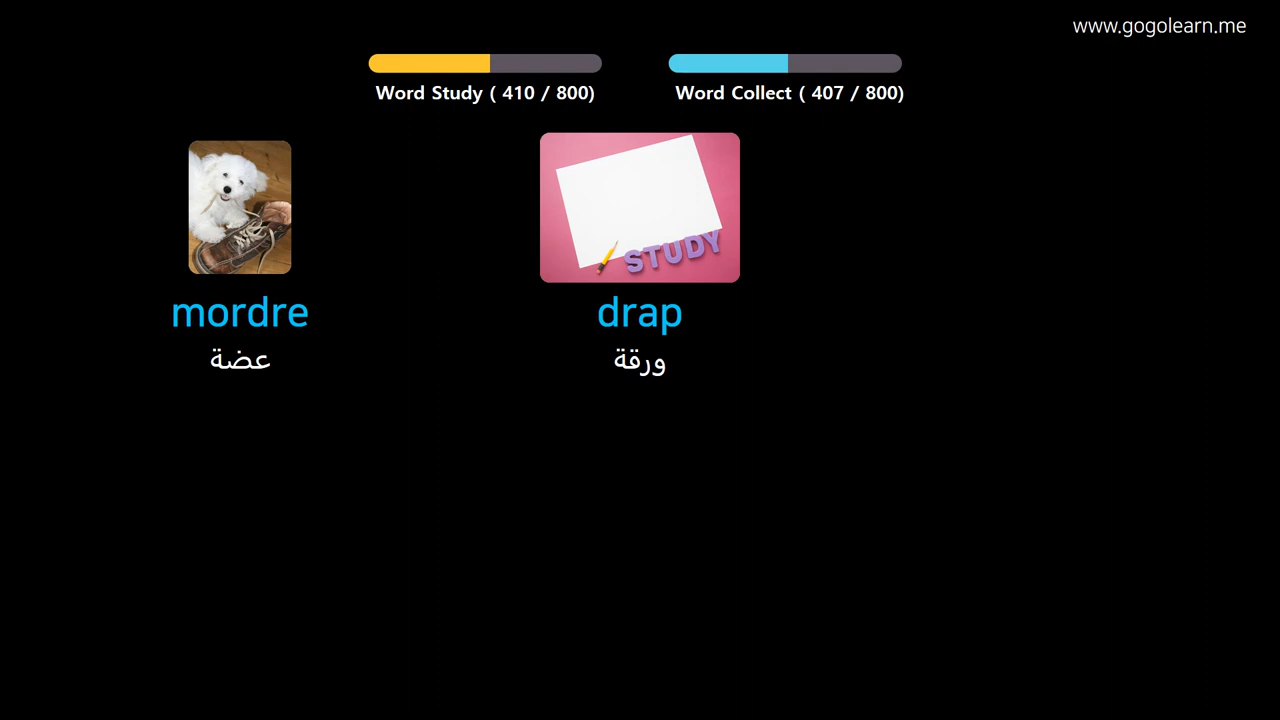 www.gogolearn.me
Word Study ( 410 / 800)
Word Collect ( 407 / 800)
STUDY
mordre
drap
عضة
ورقة